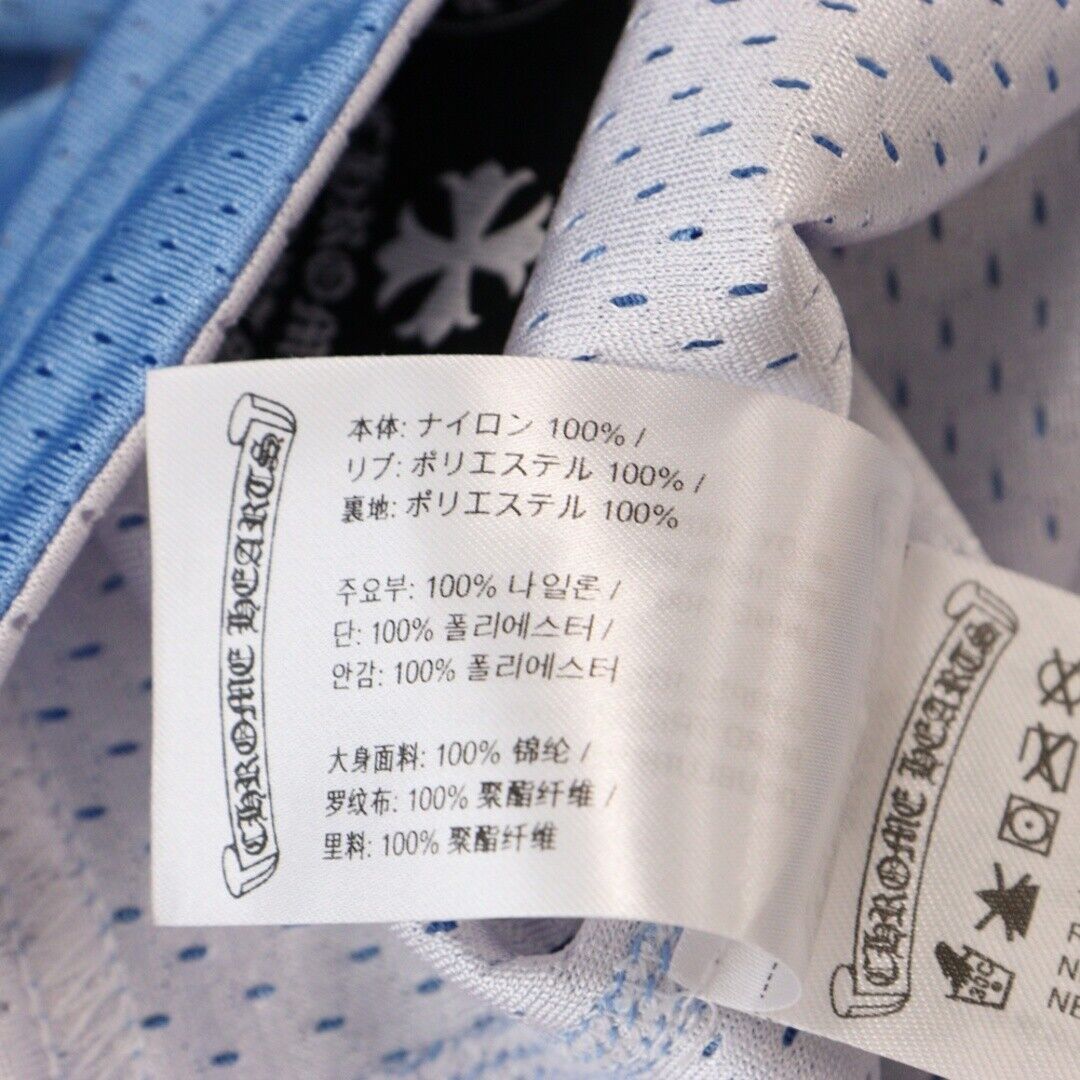 CHROME HEARTS
本体: ナイロン 100% /
リブ: ポリエステル 100% /
裏地: ポリエステル 100%
주요부: 100% 나일론 /
단: 100% 폴리에스터 /
안감: 100% 폴리에스터
大身面料: 100% 锦纶 /
罗纹布: 100% 聚酯纤维 /
里料: 100% 聚酯纤维
CHROME HEARTS
30C